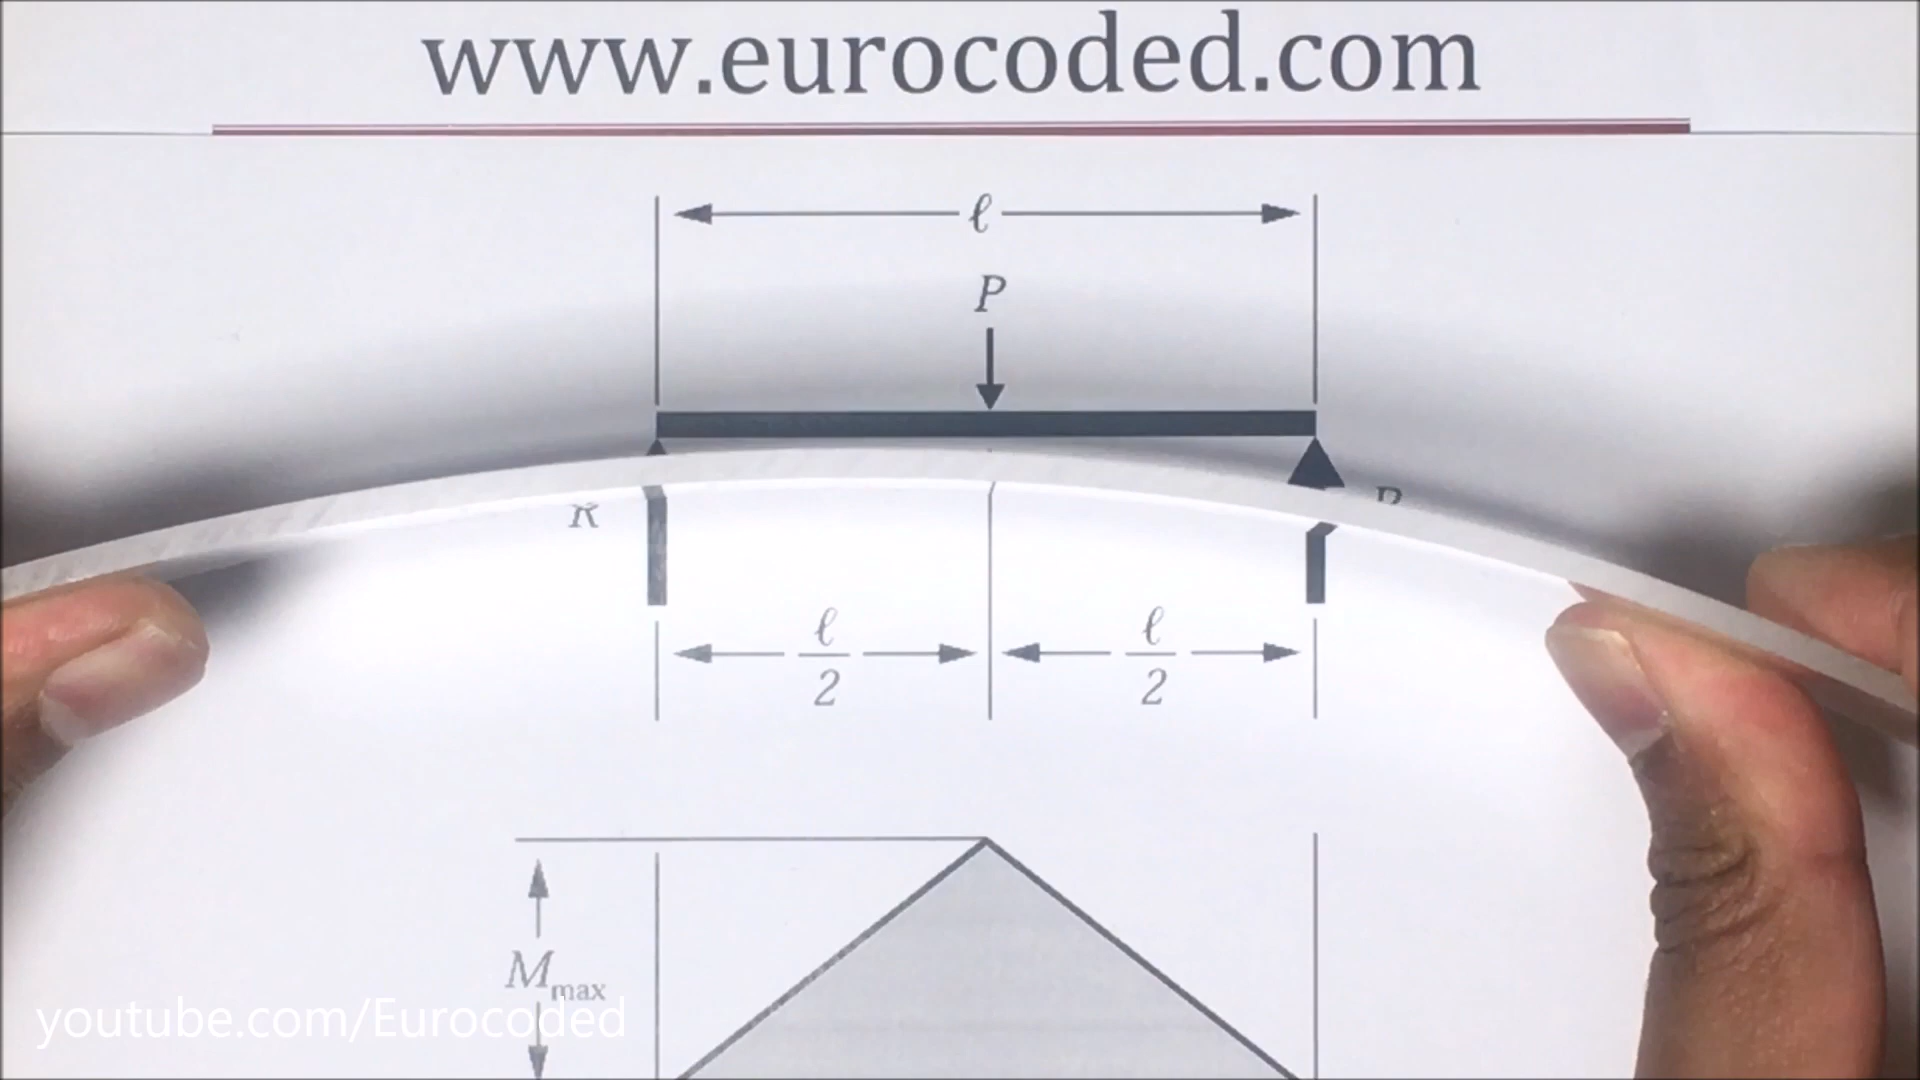 www.eurocoded.com
ℓ
P
R
ℓ ℓ
2 2
M max
youtube.com/Eurocoded